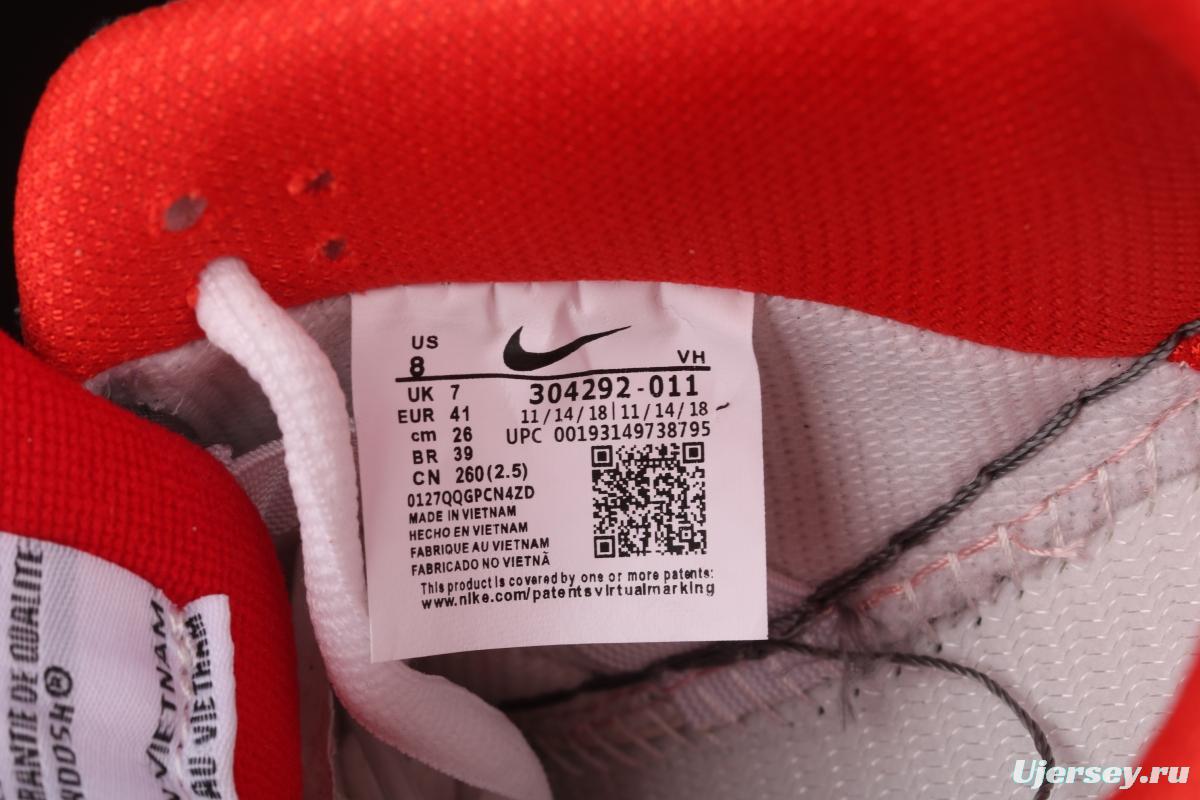 US
8
VH
UK 7
304292-011
EUR 41
11/14/18|11/14/18
cm 26
UPC 00193149738795
BR 39
CN 260(2.5)
0127QQGPCN4ZD
MADE IN VIETNAM
HECHO EN VIETNAM
FABRIQUE AU VIETNAM
FABRICADO NO VIETNÃ
This product is covered by one or more patents:
www.nike.com/patentsvirtualmarking
DE QUALITE
VIETNAM
AU VIETNAM
Ujersey.ru